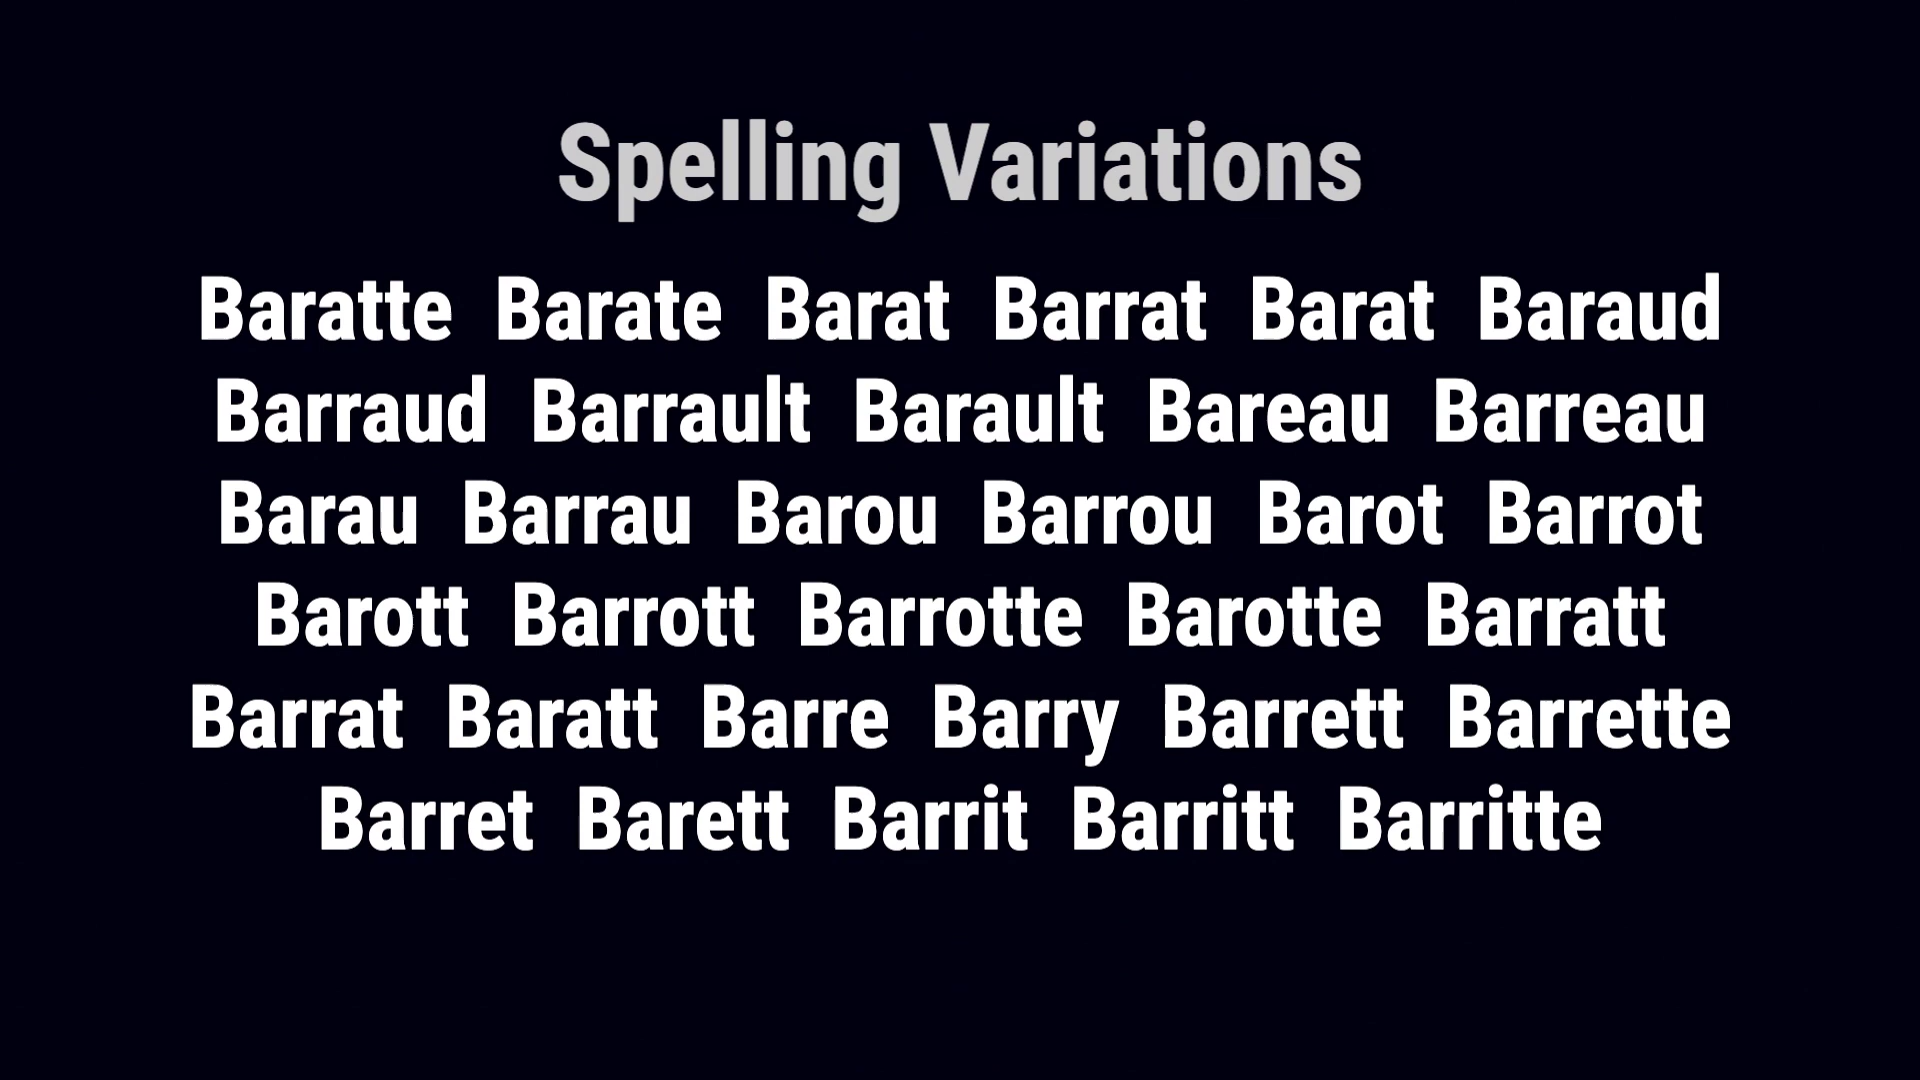 Spelling Variations
Baratte Barate Barat Barrat Barat Baraud
Barraud Barrault Barault Bareau Barreau
Barau Barrau Barou Barrou Barot Barrot
Barott Barrott Barrotte Barotte Barratt
Barrat Baratt Barre Barry Barrett Barrette
Barret Barett Barrit Barritt Barritte